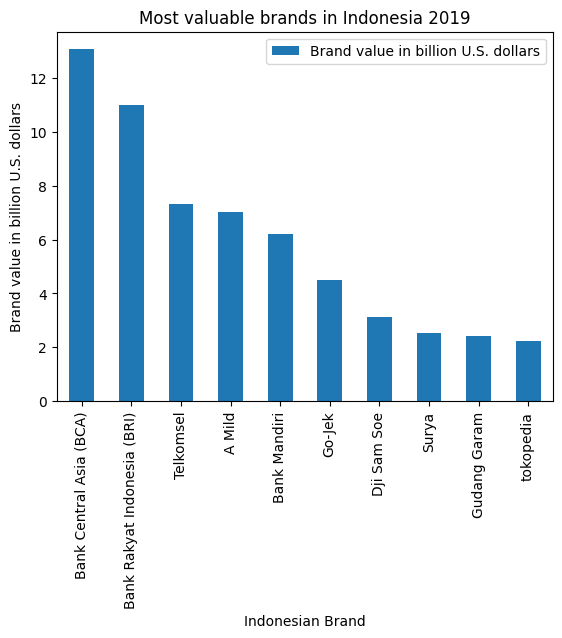 Most valuable brands in Indonesia 2019
Brand value in billion U.S. dollars
Brand value in billion U.S. dollars
12
10
8
6
4
2
0
Bank Central Asia (BCA)
Bank Rakyat Indonesia (BRI)
Telkomsel
A Mild
Bank Mandiri
Go-Jek
Dji Sam Soe
Surya
Gudang Garam
tokopedia
Indonesian Brand